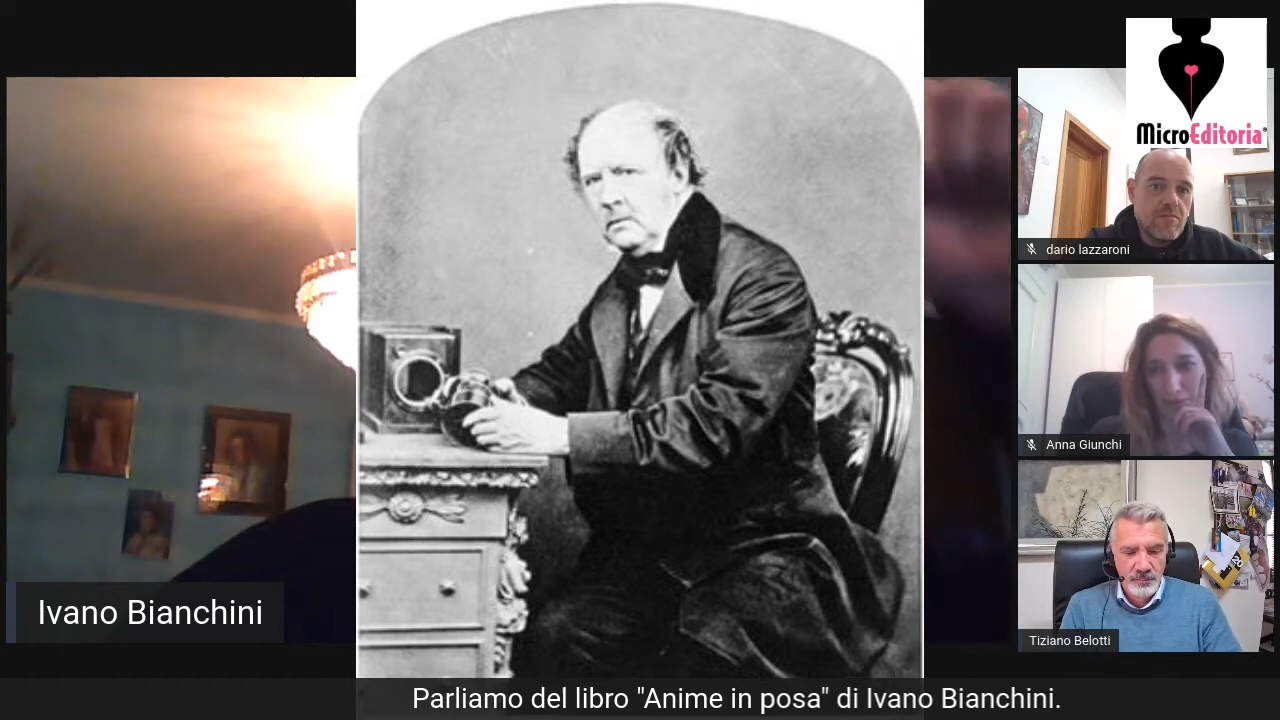 MicroEditoria®
dario lazzaroni
Anna Giunchi
Tiziano Belotti
Ivano Bianchini
Parliamo del libro "Anime in posa" di Ivano Bianchini.